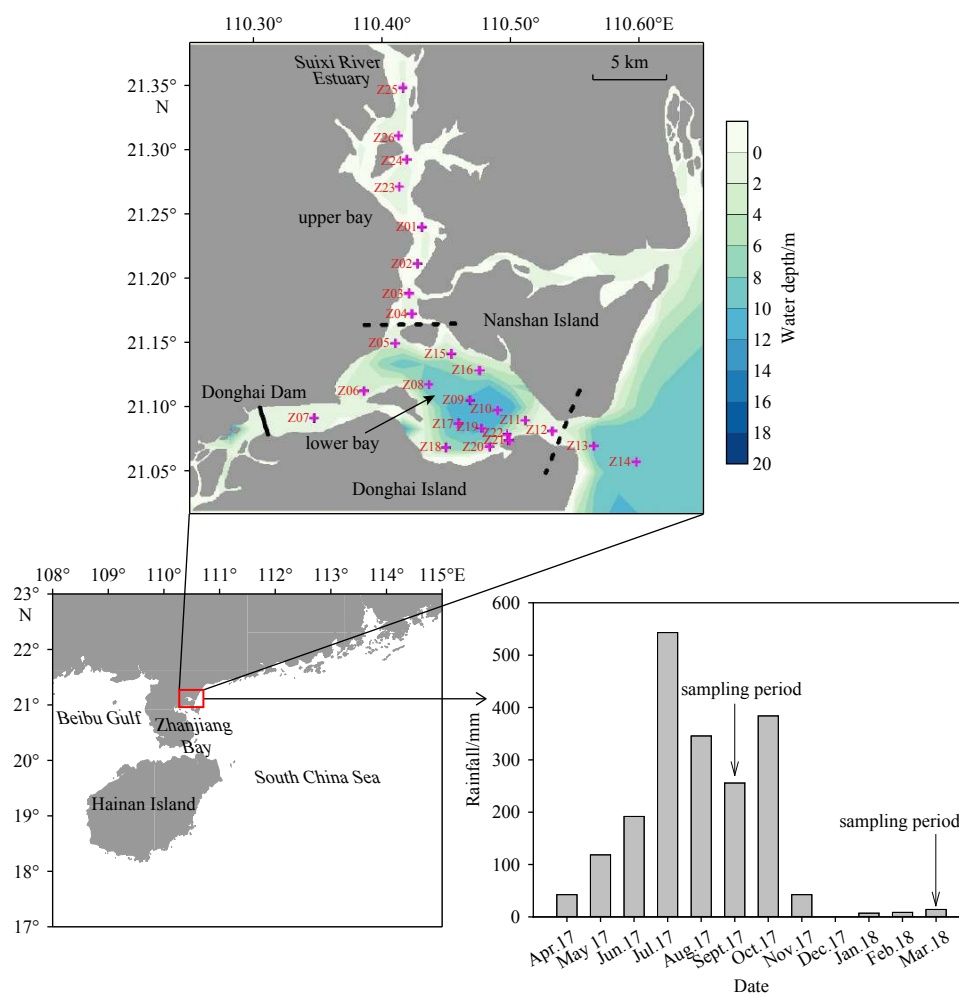 110.30° 110.40° 110.50° 110.60°E
Suixi River
Estuary
5 km
21.35°
N
21.30°
21.25°
21.20°
21.15°
21.10°
21.05°
Z25
Z26
Z24
Z23
upper bay
Z01
Z02
Z03
Z04
Nanshan Island
Z05
Z15
Z16
Donghai Dam
Z06
Z08
Z09
Z10
Z07
Z11
Z17
Z19
Z22
Z12
lower bay
Z21
Z18
Z20
Z13
Z14
Donghai Island
0
2
4
6
8
10
12
14
16
18
20
Water depth/m
108° 109° 110° 111° 112° 113° 114° 115°E
23°
N
22°
21°
20°
19°
18°
17°
Beibu Gulf
Zhanjiang
Bay
South China Sea
Hainan Island
600
500
400
300
200
100
0
Rainfall/mm
sampling period
sampling period
Apr.17 May 17 Jun.17 Jul.17 Aug.17 Sept.17 Oct.17 Nov.17 Dec.17 Jan.18 Feb.18 Mar.18
Date